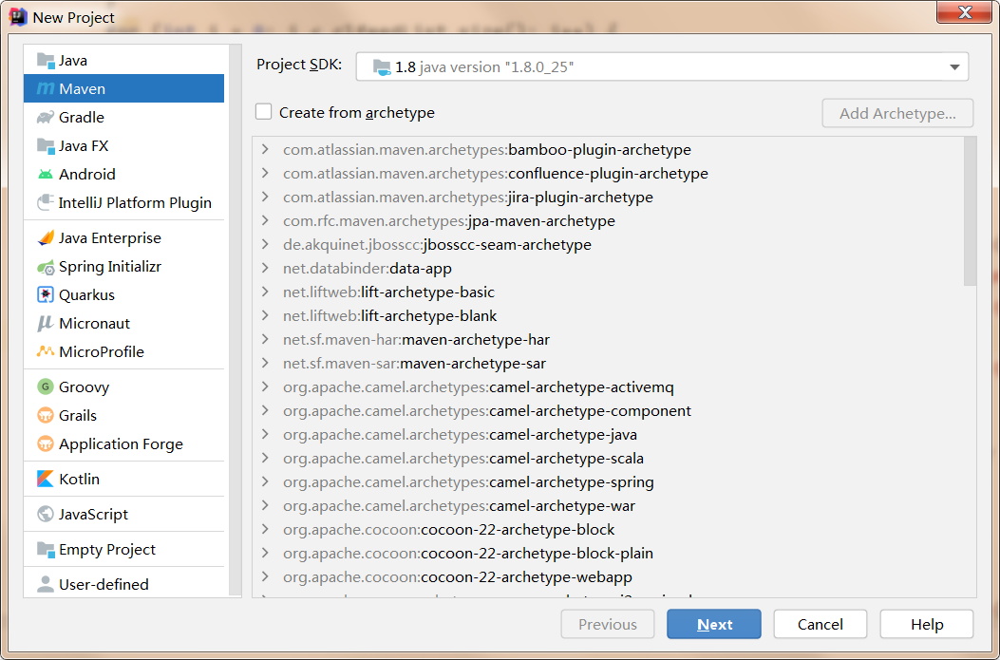 New Project
Java
Maven
Gradle
Java FX
Android
IntelliJ Platform Plugin
Java Enterprise
Spring Initializr
Quarkus
Micronaut
MicroProfile
Groovy
Grails
Application Forge
Kotlin
JavaScript
Empty Project
User-defined
Project SDK: 1.8 java version "1.8.0_25"
Create from archetype
Add Archetype...
com.atlassian.maven.archetypes:bamboo-plugin-archetype
com.atlassian.maven.archetypes:confluence-plugin-archetype
com.atlassian.maven.archetypes:jira-plugin-archetype
com.rfc.maven.archetypes:jpa-maven-archetype
de.akquinet.jbosscc:jbosscc-seam-archetype
net.databinder:data-app
net.liftweb:lift-archetype-basic
net.liftweb:lift-archetype-blank
net.sf.maven-har:maven-archetype-har
net.sf.maven-sar:maven-archetype-sar
org.apache.camel.archetypes:camel-archetype-activemq
org.apache.camel.archetypes:camel-archetype-component
org.apache.camel.archetypes:camel-archetype-java
org.apache.camel.archetypes:camel-archetype-scala
org.apache.camel.archetypes:camel-archetype-spring
org.apache.camel.archetypes:camel-archetype-war
org.apache.cocoon:cocoon-22-archetype-block
org.apache.cocoon:cocoon-22-archetype-block-plain
org.apache.cocoon:cocoon-22-archetype-webapp
Previous
Next
Cancel
Help